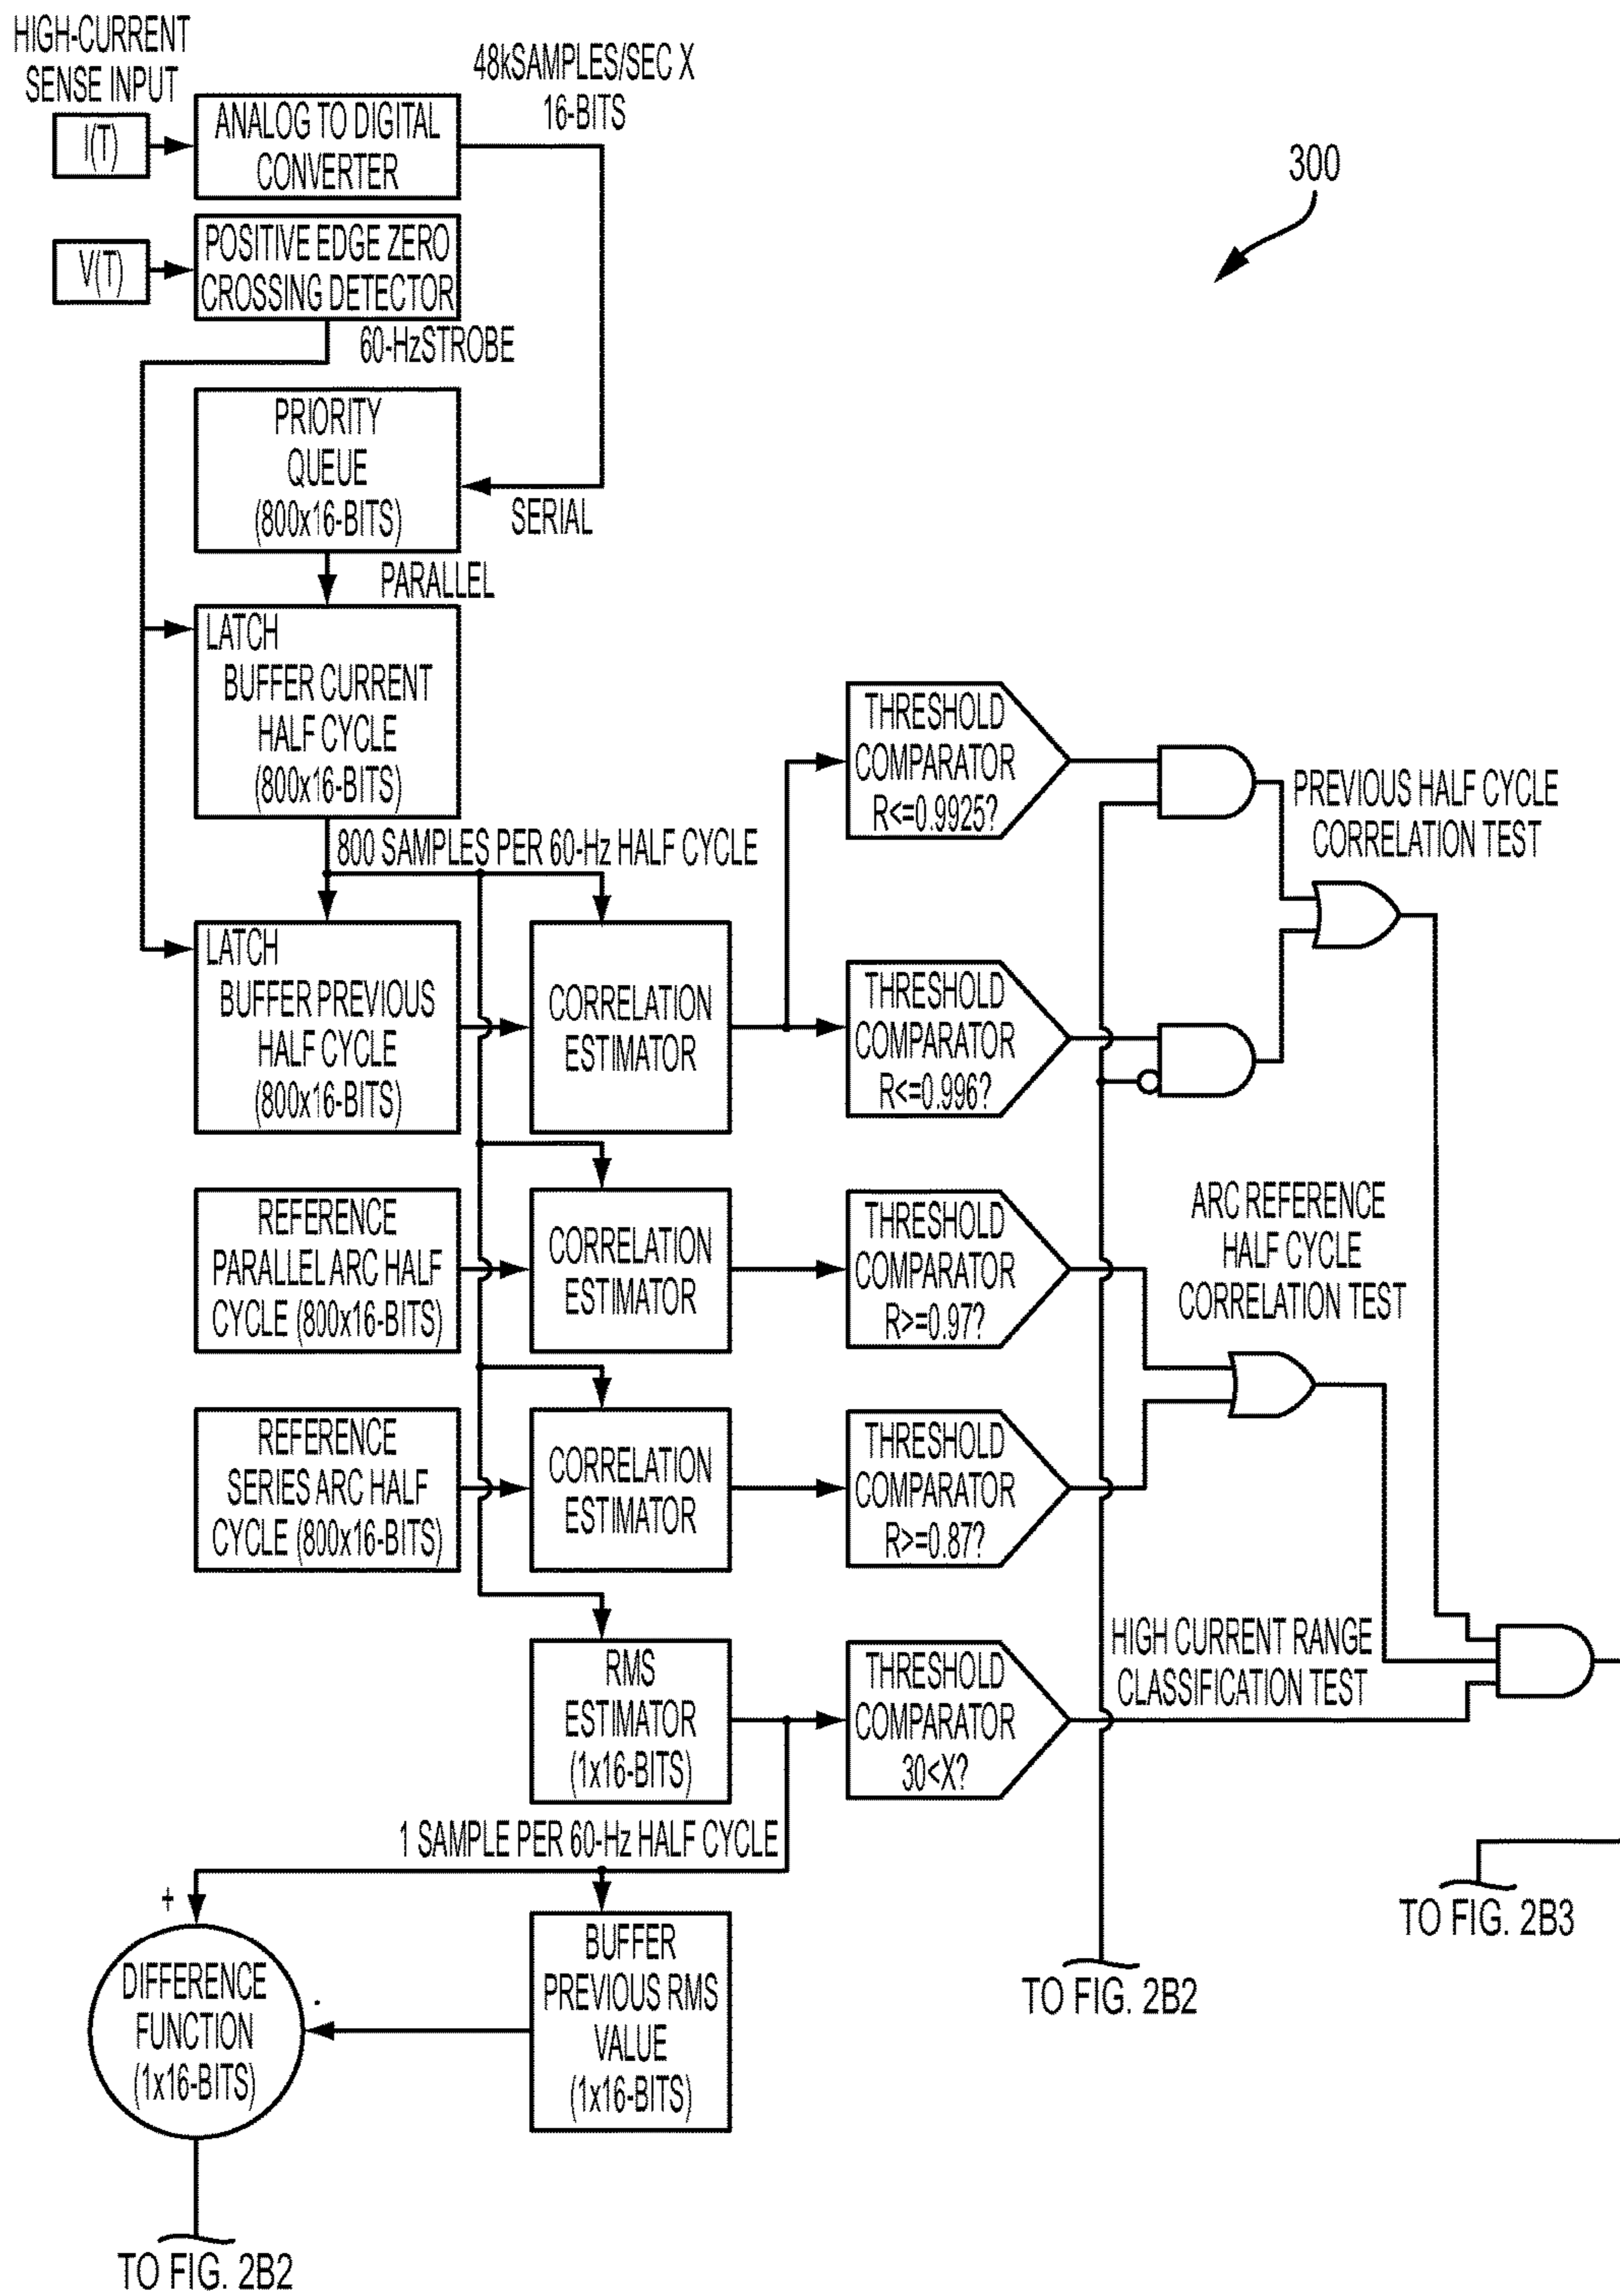 HIGH-CURRENT
SENSE INPUT
I(T)
ANALOG TO DIGITAL
CONVERTER
48kSAMPLES/SEC X
16-BITS
300
V(T)
POSITIVE EDGE ZERO
CROSSING DETECTOR
60-HzSTROBE
PRIORITY
QUEUE
(800x16-BITS)
SERIAL
PARALLEL
LATCH
BUFFER CURRENT
HALF CYCLE
(800x16-BITS)
800 SAMPLES PER 60-Hz HALF CYCLE
THRESHOLD
COMPARATOR
R<=0.9925?
PREVIOUS HALF CYCLE
CORRELATION TEST
LATCH
BUFFER PREVIOUS
HALF CYCLE
(800x16-BITS)
CORRELATION
ESTIMATOR
THRESHOLD
COMPARATOR
R<=0.996?
REFERENCE
PARALLEL ARC HALF
CYCLE (800x16-BITS)
CORRELATION
ESTIMATOR
THRESHOLD
COMPARATOR
R>=0.97?
ARC REFERENCE
HALF CYCLE
CORRELATION TEST
REFERENCE
SERIES ARC HALF
CYCLE (800x16-BITS)
CORRELATION
ESTIMATOR
THRESHOLD
COMPARATOR
R>=0.87?
RMS
ESTIMATOR
(1x16-BITS)
THRESHOLD
COMPARATOR
30<X?
HIGH CURRENT RANGE
CLASSIFICATION TEST
1 SAMPLE PER 60-Hz HALF CYCLE
+
DIFFERENCE
FUNCTION
(1x16-BITS)
BUFFER
PREVIOUS RMS
VALUE
(1x16-BITS)
TO FIG. 2B2
TO FIG. 2B3
TO FIG. 2B2